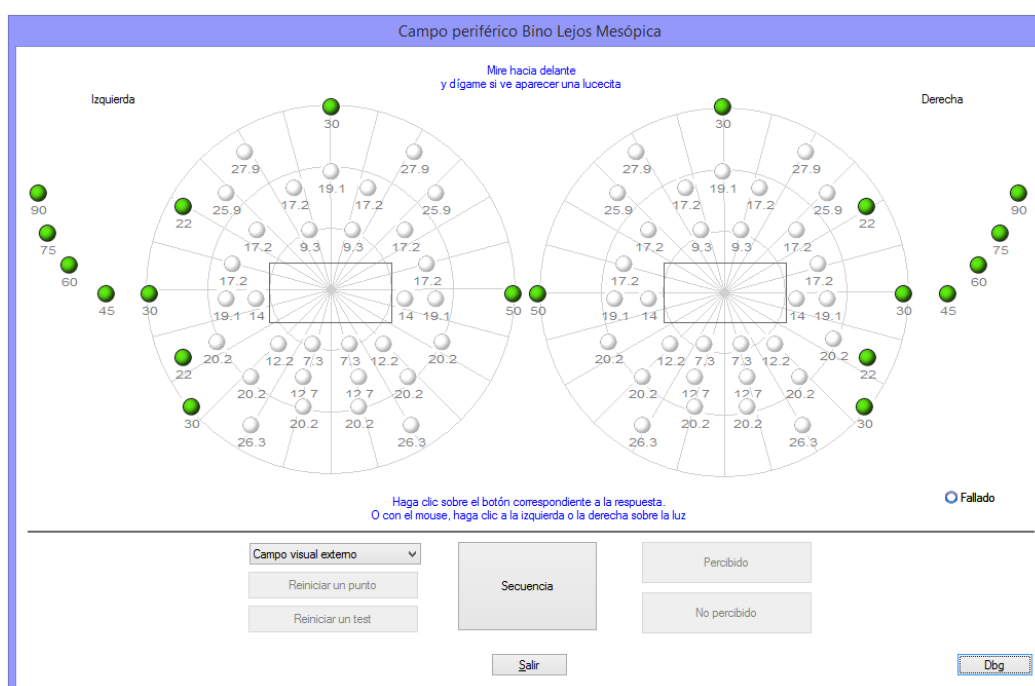 Campo periférico Bino Lejos Mesópica
Mire hacia delante
y dígame si ve aparecer una lucecita
Izquierda
Derecha
30 30
27.9 27.9 27.9 27.9
19.1 19.1
90 25.9 17.2 17.2 25.9 25.9 17.2 17.2 25.9 90
22 22
75 17.2 9.3 9.3 17.2 17.2 9.3 9.3 17.2 75
60 17.2 17.2 17.2 17.2 60
45 30 19.1 14 14 19.1 50 50 19.1 14 14 19.1 30 45
22 20.2 12.2 7.3 7.3 12.2 20.2 20.2 12.2 7.3 7.3 12.2 20.2 22
20.2 12.7 12.7 20.2 20.2 12.7 12.7 20.2
30 20.2 20.2 20.2 20.2 30
26.3 26.3 26.3 26.3
Fallado
Haga clic sobre el botón correspondiente a la respuesta.
O con el mouse, haga clic a la izquierda o la derecha sobre la luz
Campo visual externo
Reiniciar un punto
Reiniciar un test
Secuencia
Percibido
No percibido
Salir
Dbg